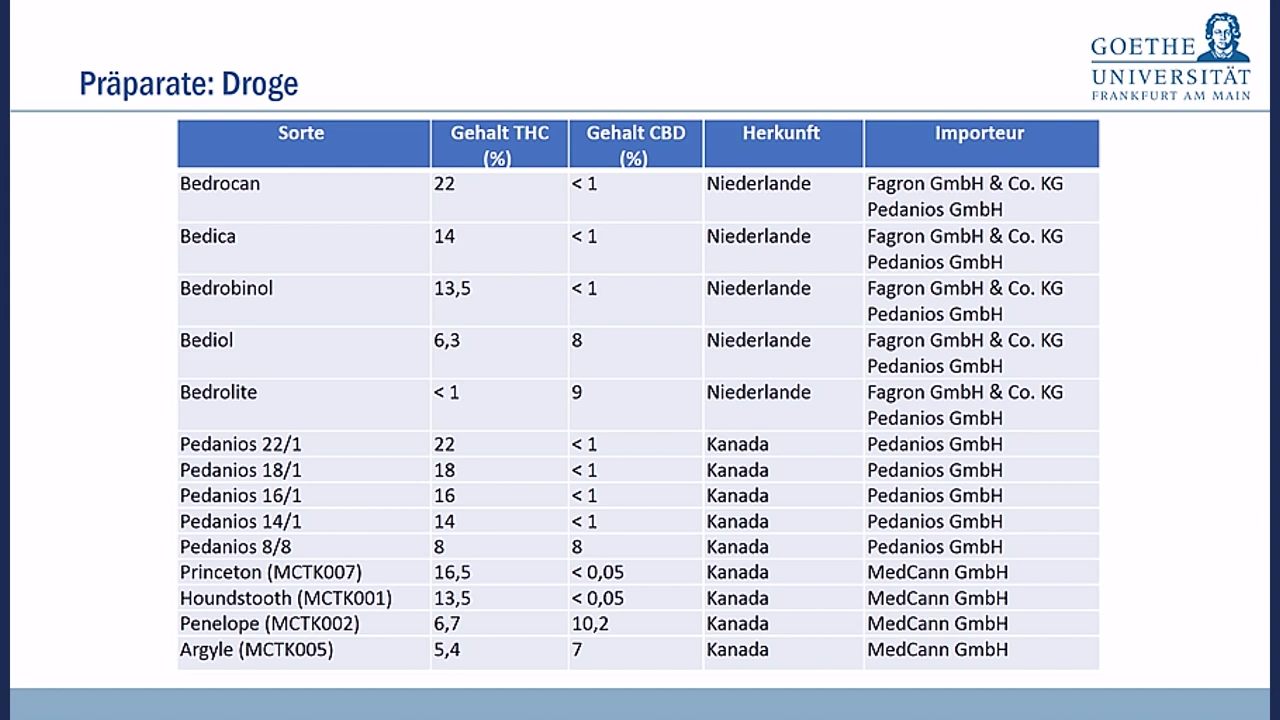 Präparate: Droge
GOETHE
UNIVERSITÄT
FRANKFURT AM MAIN
Sorte Gehalt THC (%) Gehalt CBD (%) Herkunft Importeur
Bedrocan 22 < 1 Niederlande Fagron GmbH & Co. KG
Pedanios GmbH
Bedica 14 < 1 Niederlande Fagron GmbH & Co. KG
Pedanios GmbH
Bedrobinol 13,5 < 1 Niederlande Fagron GmbH & Co. KG
Pedanios GmbH
Bediol 6,3 8 Niederlande Fagron GmbH & Co. KG
Pedanios GmbH
Bedrolite < 1 9 Niederlande Fagron GmbH & Co. KG
Pedanios GmbH
Pedanios 22/1 22 < 1 Kanada Pedanios GmbH
Pedanios 18/1 18 < 1 Kanada Pedanios GmbH
Pedanios 16/1 16 < 1 Kanada Pedanios GmbH
Pedanios 14/1 14 < 1 Kanada Pedanios GmbH
Pedanios 8/8 8 8 Kanada Pedanios GmbH
Princeton (MCTK007) 16,5 < 0,05 Kanada MedCann GmbH
Houndstooth (MCTK001) 13,5 < 0,05 Kanada MedCann GmbH
Penelope (MCTK002) 6,7 10,2 Kanada MedCann GmbH
Argyle (MCTK005) 5,4 7 Kanada MedCann GmbH